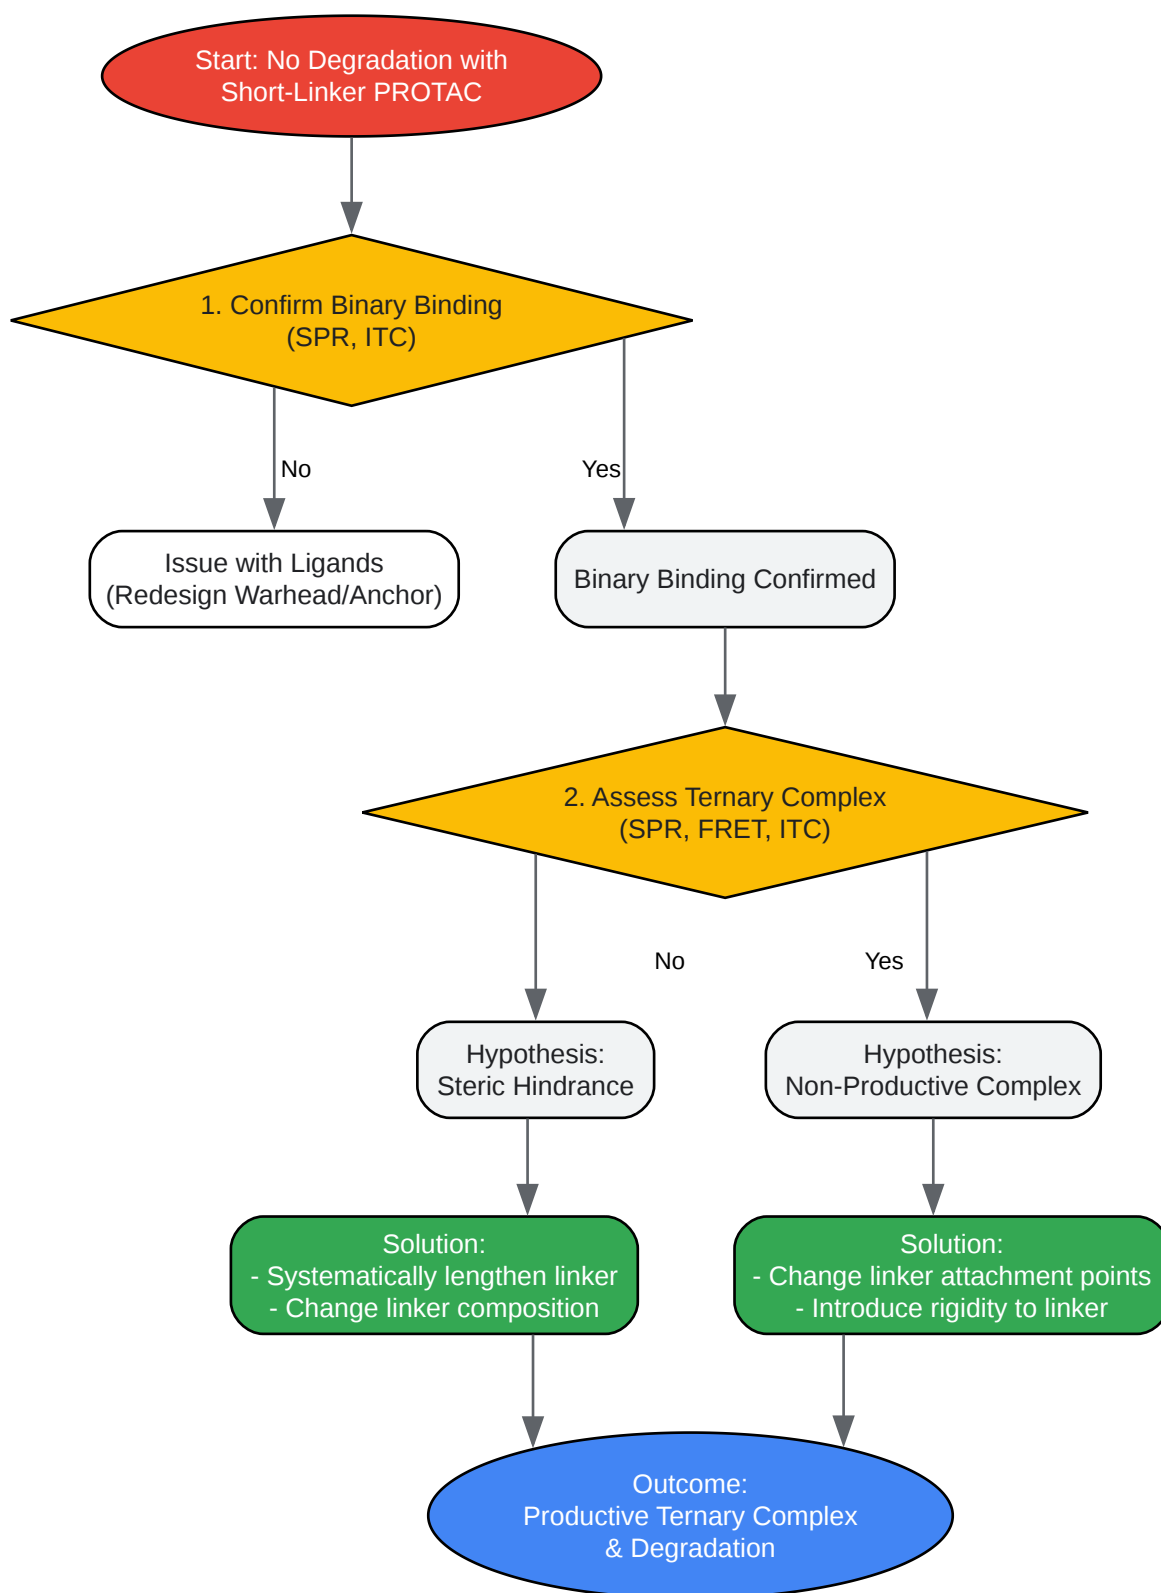 Start: No Degradation with
Short-Linker PROTAC
1. Confirm Binary Binding
(SPR, ITC)
No
Yes
Issue with Ligands
(Redesign Warhead/Anchor)
Binary Binding Confirmed
2. Assess Ternary Complex
(SPR, FRET, ITC)
No
Yes
Hypothesis:
Steric Hindrance
Hypothesis:
Non-Productive Complex
Solution:
- Systematically lengthen linker
- Change linker composition
Solution:
- Change linker attachment points
- Introduce rigidity to linker
Outcome:
Productive Ternary Complex
& Degradation